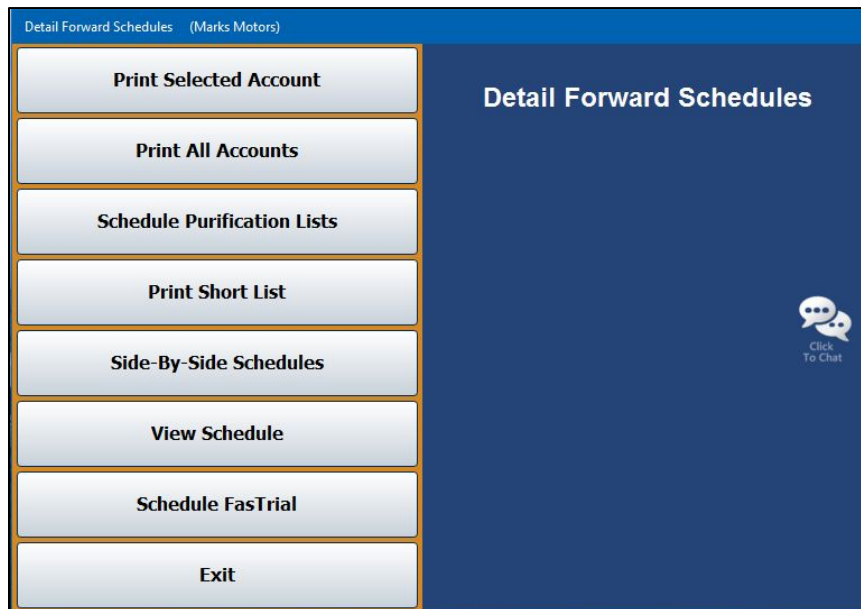 Detail Forward Schedules (Marks Motors)
Print Selected Account
Print All Accounts
Schedule Purification Lists
Print Short List
Side-By-Side Schedules
View Schedule
Schedule FasTrial
Exit
Detail Forward Schedules
Click
To Chat